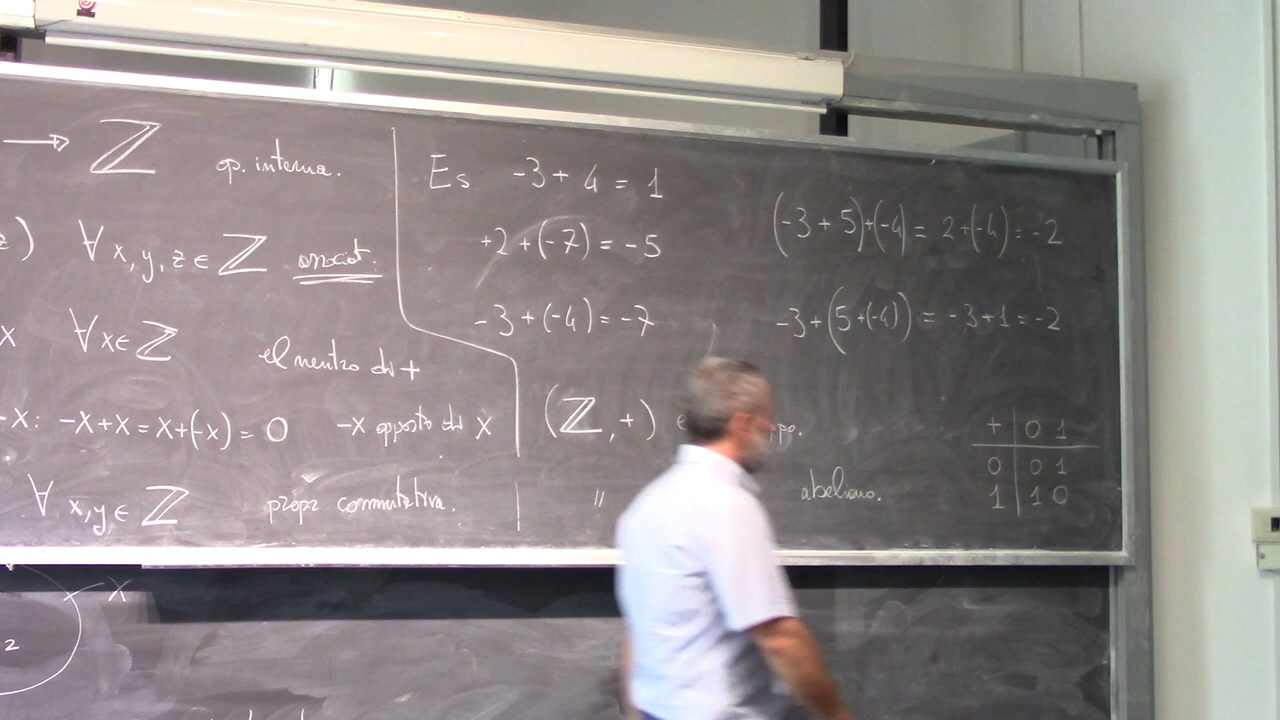 → ℤ op. interna.
z) ∀ x, y, z ∈ ℤ associat.
x ∀ x ∈ ℤ el neutro di +
-x: -x+x = x+(-x) = 0 -x opposto di x
∀ x, y ∈ ℤ propr commutativa.
x
2
Es -3 + 4 = 1
+2 + (-7) = -5
-3 + (-4) = -7
(-3 + 5)+(-4) = 2+(-4) = -2
-3+(5+(-4)) = -3+1 = -2
(ℤ, +)
" abeliano.
+ 0 1
0 0 1
1 1 0